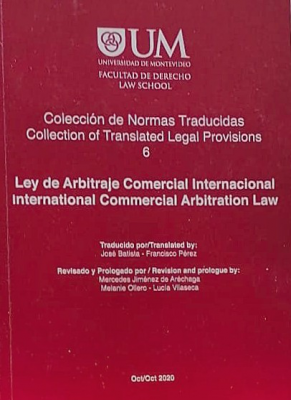 UM
UNIVERSIDAD DE MONTEVIDEO
FACULTAD DE DERECHO
LAW SCHOOL
Colección de Normas Traducidas
Collection of Translated Legal Provisions
6
Ley de Arbitraje Comercial Internacional
International Commercial Arbitration Law
Traducido por/Translated by:
José Batista - Francisco Pérez
Revisado y Prologado por / Revision and prologue by:
Mercedes Jiménez de Aréchaga
Melanie Ollero - Lucía Vilaseca
Oct/Oct 2020